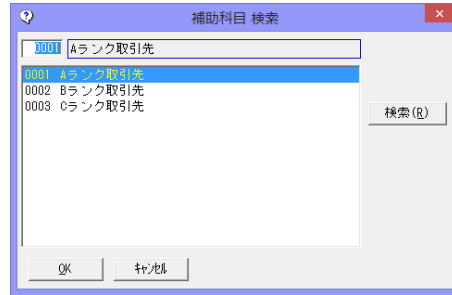 補助科目 検索
0001 Aランク取引先
0001 Aランク取引先
0002 Bランク取引先
0003 Cランク取引先
検索(R)
OK
ｷｬﾝｾﾙ